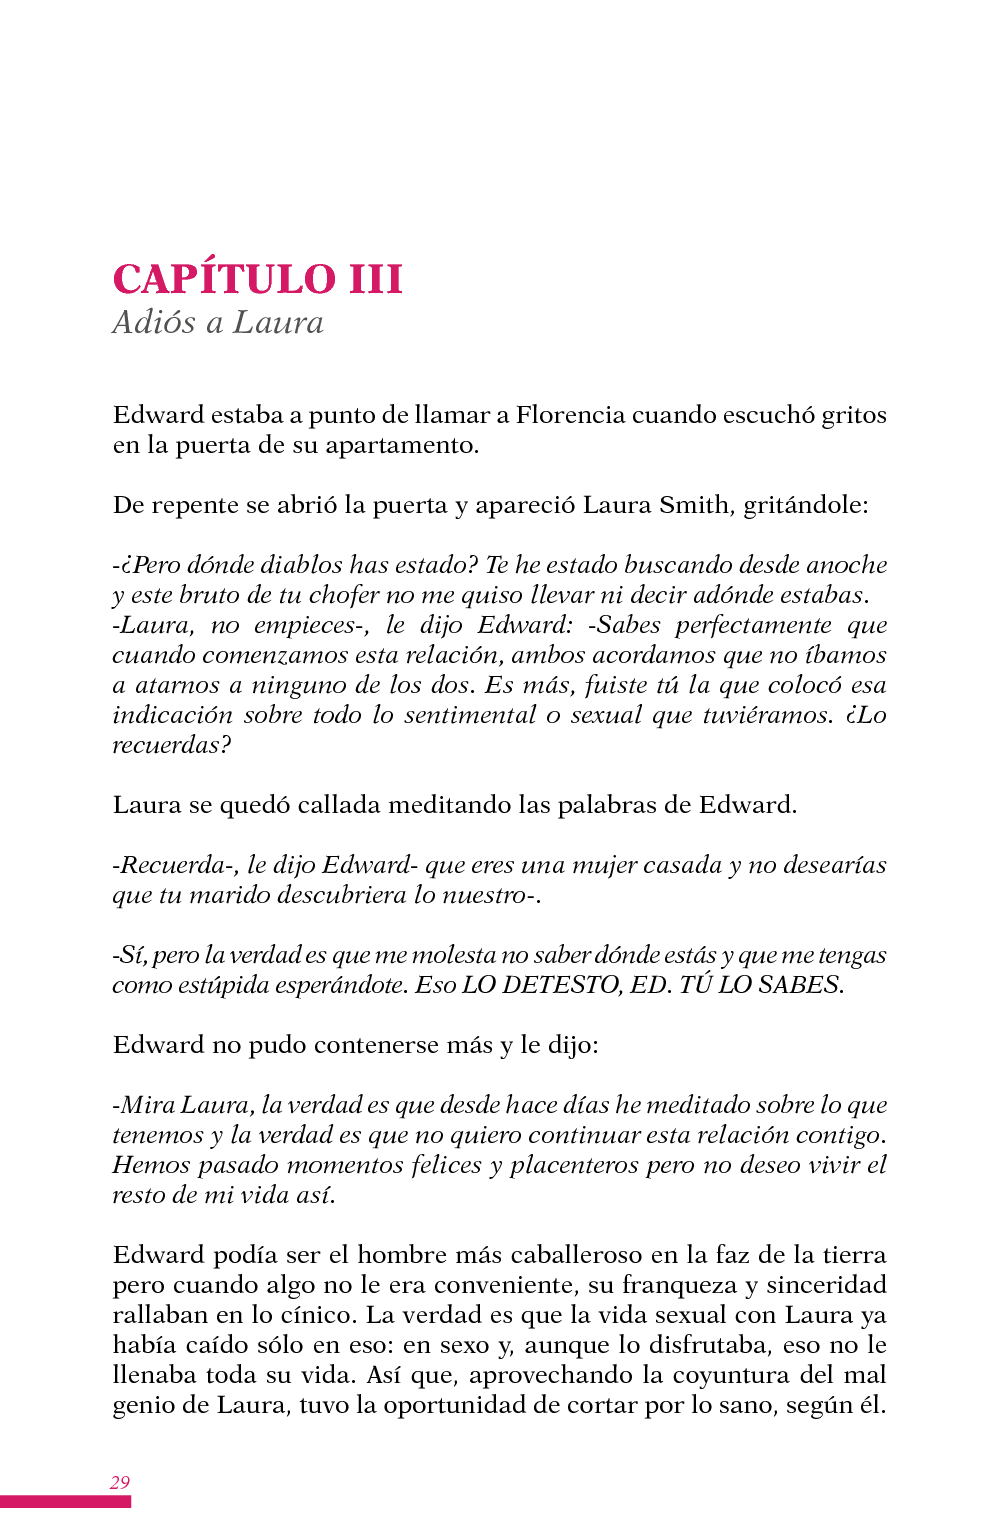 CAPÍTULO III
Adiós a Laura
Edward estaba a punto de llamar a Florencia cuando escuchó gritos
en la puerta de su apartamento.
De repente se abrió la puerta y apareció Laura Smith, gritándole:
-¿Pero dónde diablos has estado? Te he estado buscando desde anoche
y este bruto de tu chofer no me quiso llevar ni decir adónde estabas.
-Laura, no empieces-, le dijo Edward: -Sabes perfectamente que
cuando comenzamos esta relación, ambos acordamos que no íbamos
a atarnos a ninguno de los dos. Es más, fuiste tú la que colocó esa
indicación sobre todo lo sentimental o sexual que tuviéramos. ¿Lo
recuerdas?
Laura se quedó callada meditando las palabras de Edward.
-Recuerda-, le dijo Edward- que eres una mujer casada y no desearías
que tu marido descubriera lo nuestro-.
-Sí, pero la verdad es que me molesta no saber dónde estás y que me tengas
como estúpida esperándote. Eso LO DETESTO, ED. TÚ LO SABES.
Edward no pudo contenerse más y le dijo:
-Mira Laura, la verdad es que desde hace días he meditado sobre lo que
tenemos y la verdad es que no quiero continuar esta relación contigo.
Hemos pasado momentos felices y placenteros pero no deseo vivir el
resto de mi vida así.
Edward podía ser el hombre más caballeroso en la faz de la tierra
pero cuando algo no le era conveniente, su franqueza y sinceridad
rallaban en lo cínico. La verdad es que la vida sexual con Laura ya
había caído sólo en eso: en sexo y, aunque lo disfrutaba, eso no le
llenaba toda su vida. Así que, aprovechando la coyuntura del mal
genio de Laura, tuvo la oportunidad de cortar por lo sano, según él.
29